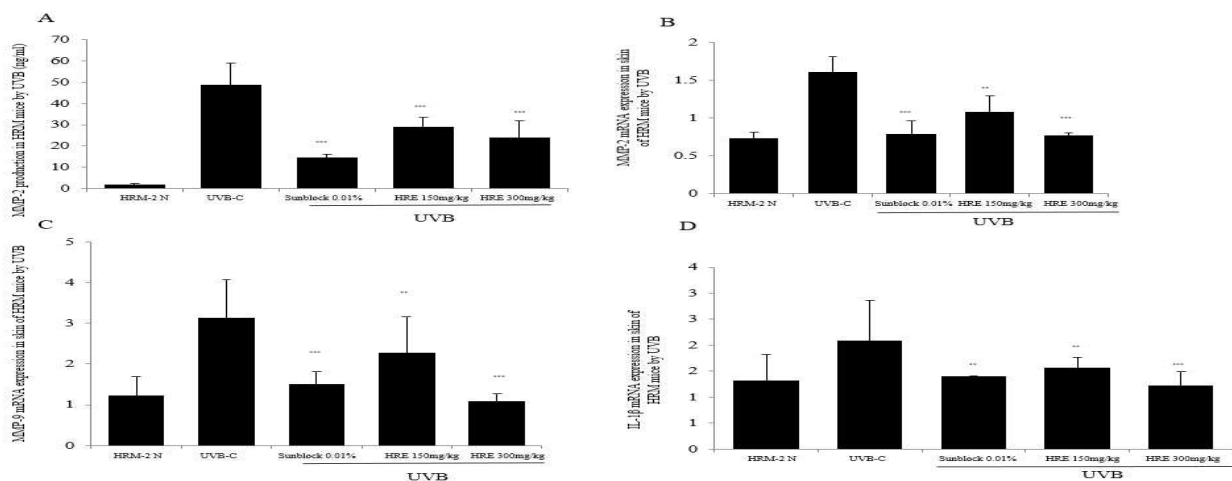 A
MMP-2 production in HRM mice by UVB (ng/ml)
70
60
50
40
30
20
10
0
***
***
***
HRM-2 N UVB-C Sunblock 0.01% HRE 150mg/kg HRE 300mg/kg
UVB
B
MMP-2 mRNA expression in skin
of HRM mice by UVB
2
1.5
1
0.5
0
***
**
***
HRM-2 N UVB-C Sunblock 0.01% HRE 150mg/kg HRE 300mg/kg
UVB
C
MMP-9 mRNA expression in skin of HRM mice by UVB
5
4
3
2
1
0
***
**
***
HRM-2 N UVB-C Sunblock 0.01% HRE 150mg/kg HRE 300mg/kg
UVB
D
IL-1β mRNA expression in skin of
HRM mice by UVB
4
3
3
2
2
1
1
0
**
**
***
HRM-2 N UVB-C Sunblock 0.01% HRE 150mg/kg HRE 300mg/kg
UVB